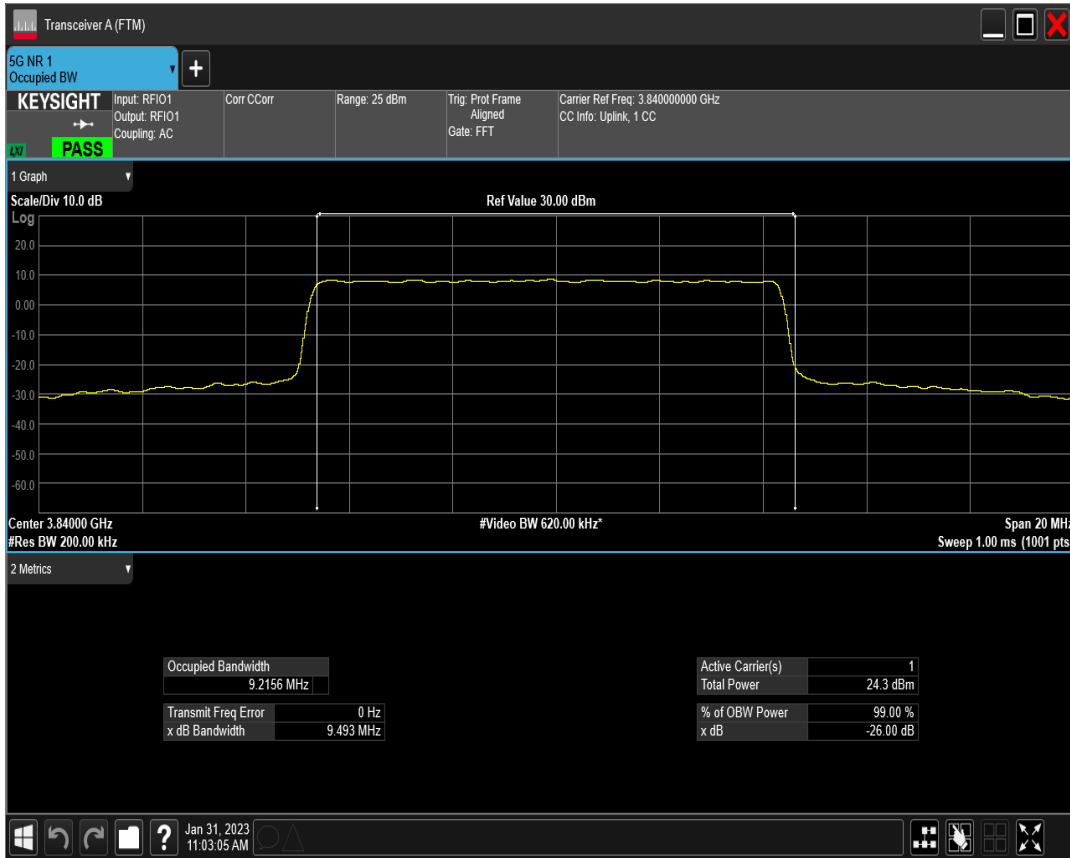 Transceiver A (FTM)
5G NR 1
Occupied BW
+
KEYSIGHT
LXI
PASS
Input: RFIO1
Output: RFIO1
Coupling: AC
Corr CCorr
Range: 25 dBm
Trig: Prot Frame
Aligned
Gate: FFT
Carrier Ref Freq: 3.840000000 GHz
CC Info: Uplink, 1 CC
1 Graph
Scale/Div 10.0 dB
Ref Value 30.00 dBm
Log
20.0
10.0
0.00
-10.0
-20.0
-30.0
-40.0
-50.0
-60.0
Center 3.84000 GHz
#Video BW 620.00 kHz*
Span 20 MHz
#Res BW 200.00 kHz
Sweep 1.00 ms (1001 pts
2 Metrics
Occupied Bandwidth
9.2156 MHz
Transmit Freq Error 0 Hz
x dB Bandwidth 9.493 MHz
Active Carrier(s) 1
Total Power 24.3 dBm
% of OBW Power 99.00 %
x dB -26.00 dB
?
Jan 31, 2023
11:03:05 AM